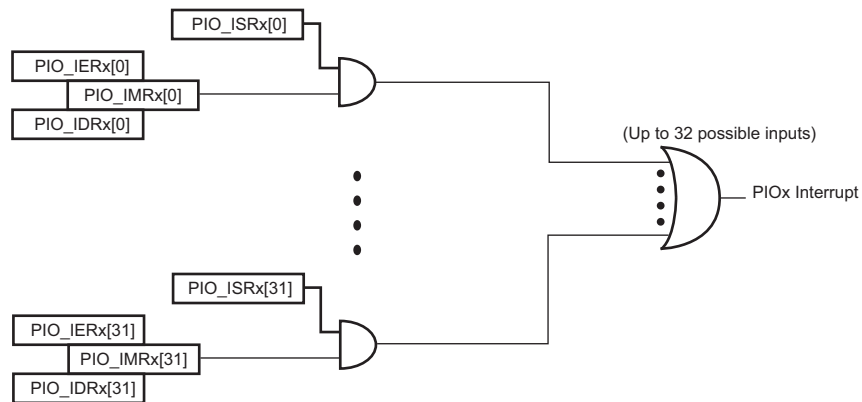 PIO_ISRx[0]
PIO_IERx[0]
PIO_IMRx[0]
PIO_IDRx[0]
(Up to 32 possible inputs)
PIOx Interrupt
PIO_ISRx[31]
PIO_IERx[31]
PIO_IMRx[31]
PIO_IDRx[31]